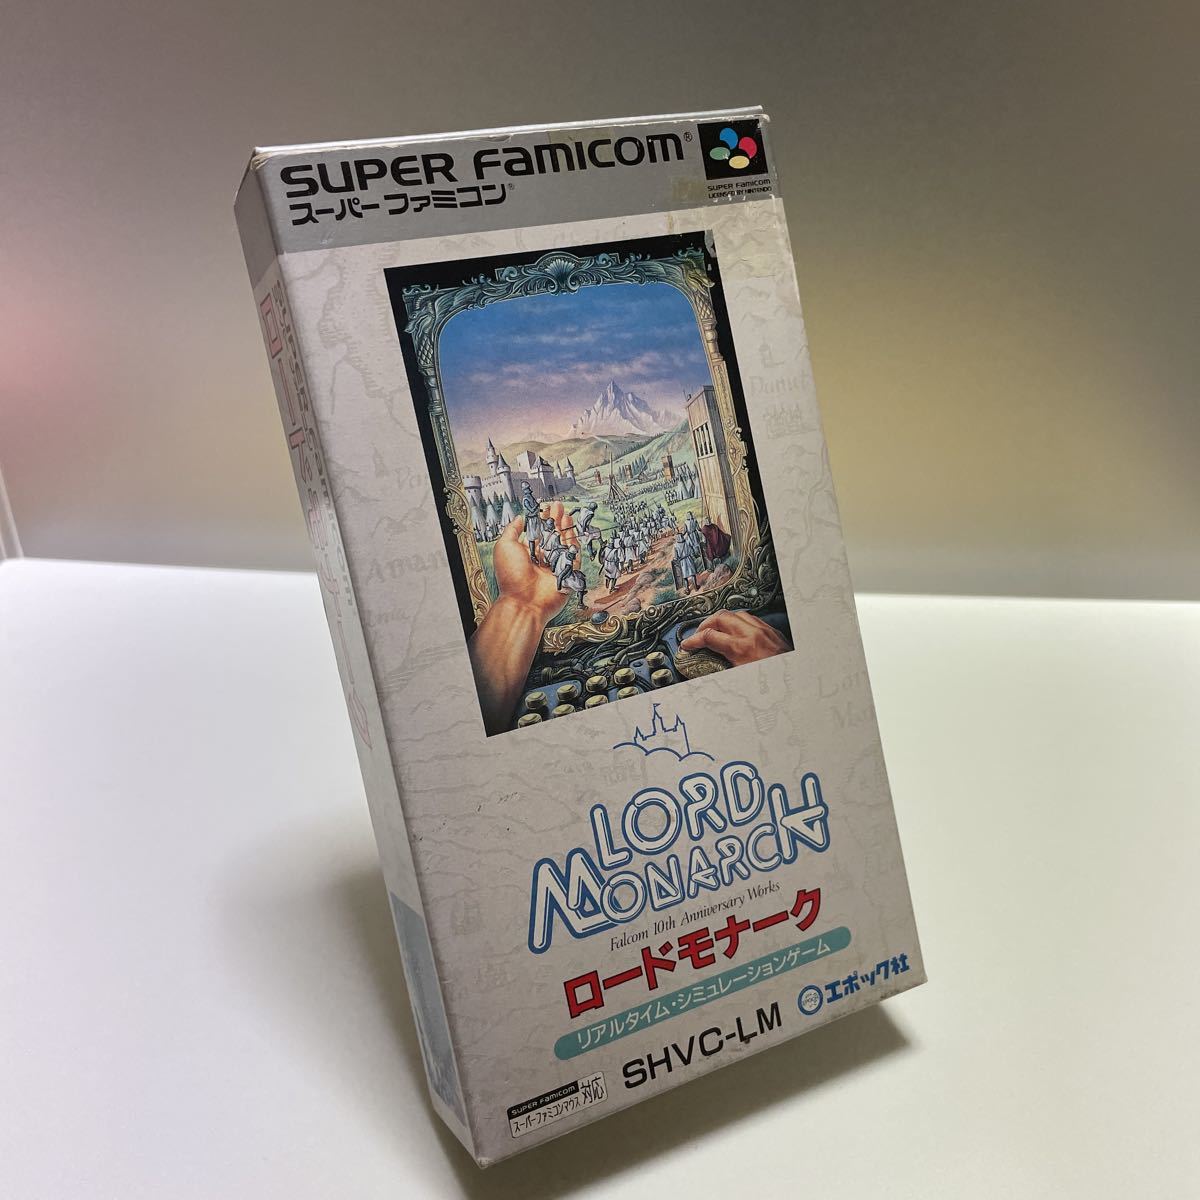 SUPER FAMICOM®
スーパーファミコン®
SUPER FAMICOM
LICENSED BY NINTENDO
LORD
MONARCH
Falcom 10th Anniversary Works
ロードモナーク
リアルタイム・シミュレーションゲーム
エポック社
SHVC-LM
SUPER FAMICOM
スーパーファミコンマウス
対応